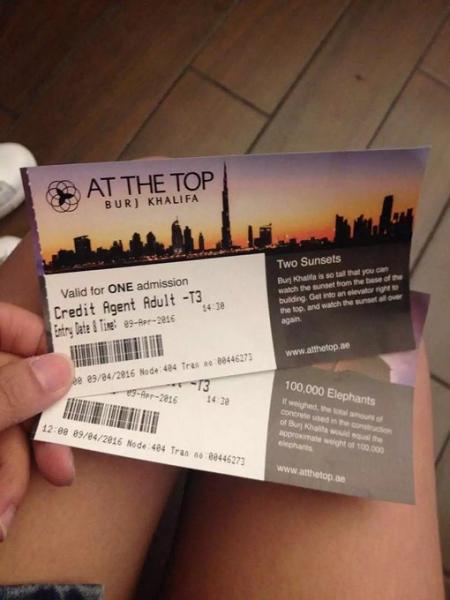 AT THE TOP
BURJ KHALIFA
Valid for ONE admission
Credit Agent Adult -T3
Entry Date & Time: 09-Apr-2016 14:30
00 09/04/2016 Node:404 Tran no:00446273
Two Sunsets
Burj Khalifa is so tall that you can
watch the sunset from the base of the
building. Get into an elevator right to
the top, and watch the sunset all over
again.
www.atthetop.ae
-T3
09-Apr-2016 14:30
12:00 09/04/2016 Node:404 Tran no:00446273
100,000 Elephants
If weighed, the total amount of
concrete used in the construction
of Burj Khalifa would equal the
approximate weight of 100,000
elephants.
www.atthetop.ae